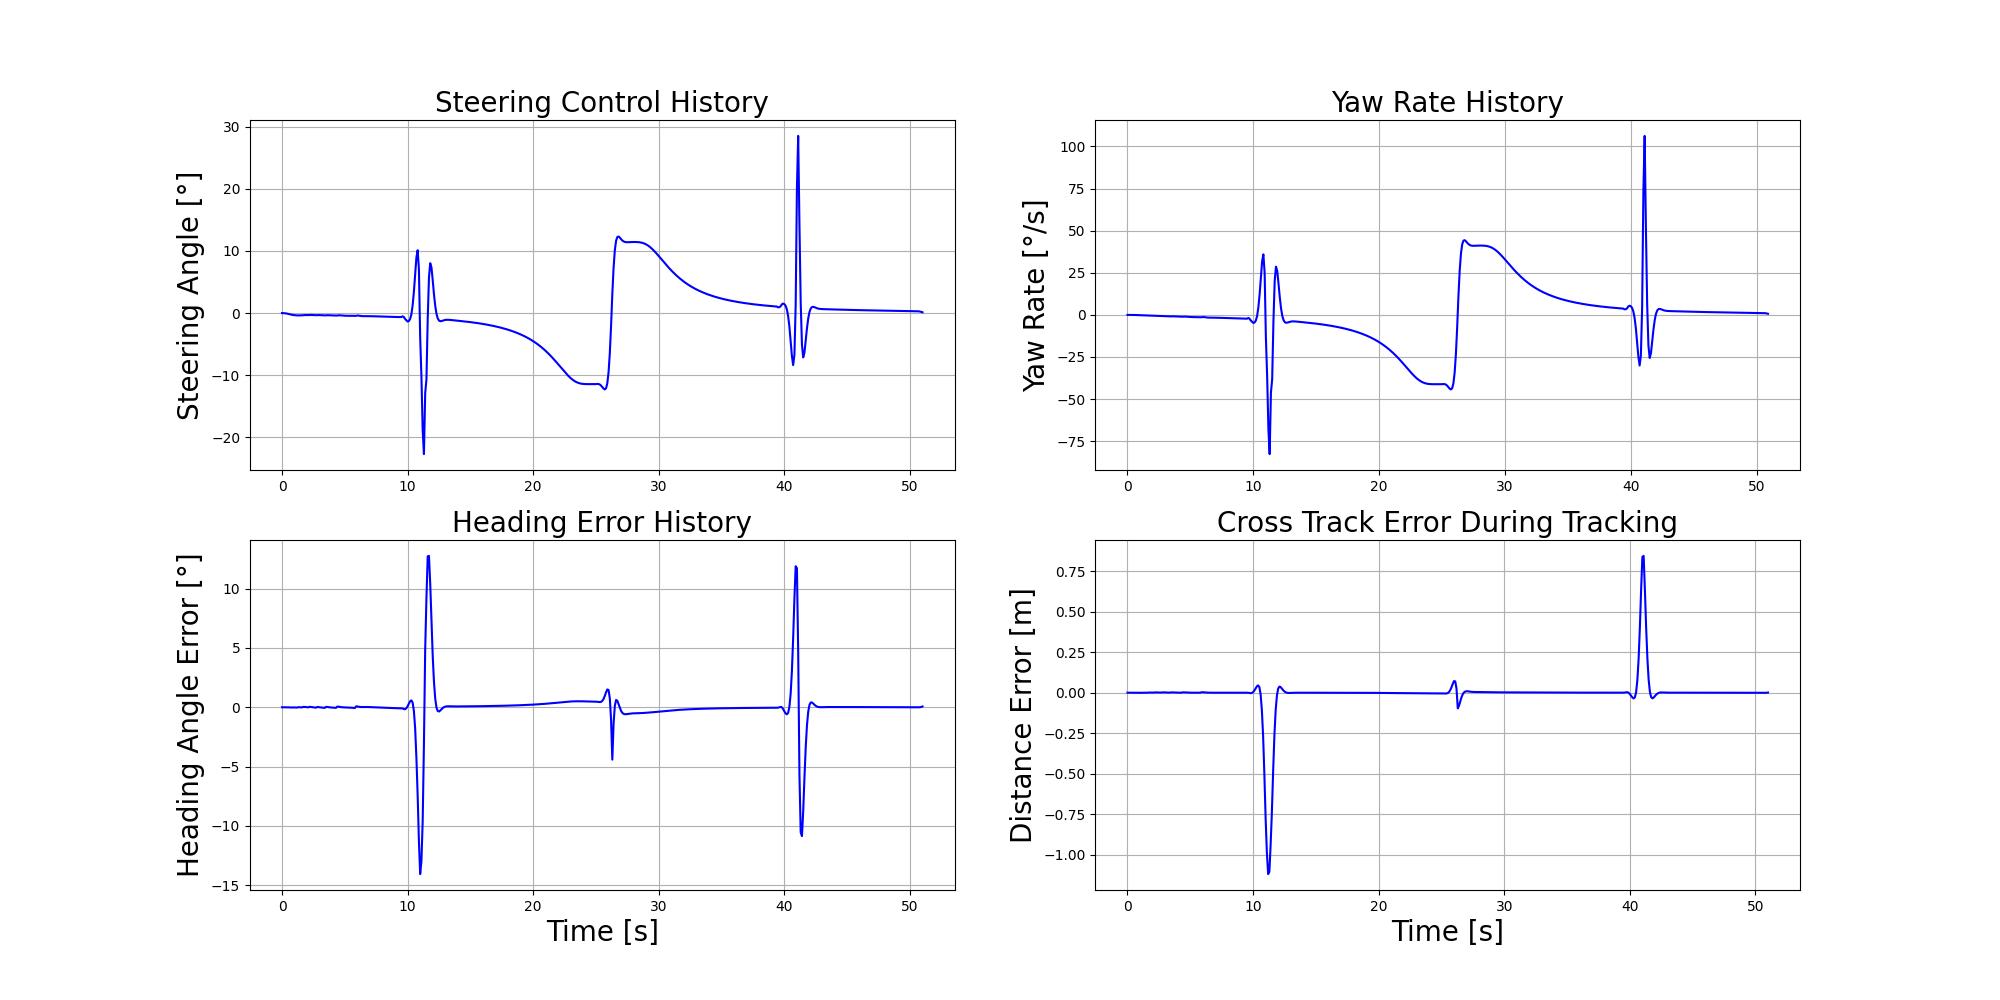 Steering Control History
Yaw Rate History
30
20
10
0
−10
−20
Steering Angle [°]
0 10 20 30 40 50
100
75
50
25
0
−25
−50
−75
Yaw Rate [°/s]
0 10 20 30 40 50
Heading Error History
Cross Track Error During Tracking
10
5
0
−5
−10
−15
Heading Angle Error [°]
0 10 20 30 40 50
Time [s]
0.75
0.50
0.25
0.00
−0.25
−0.50
−0.75
−1.00
Distance Error [m]
0 10 20 30 40 50
Time [s]